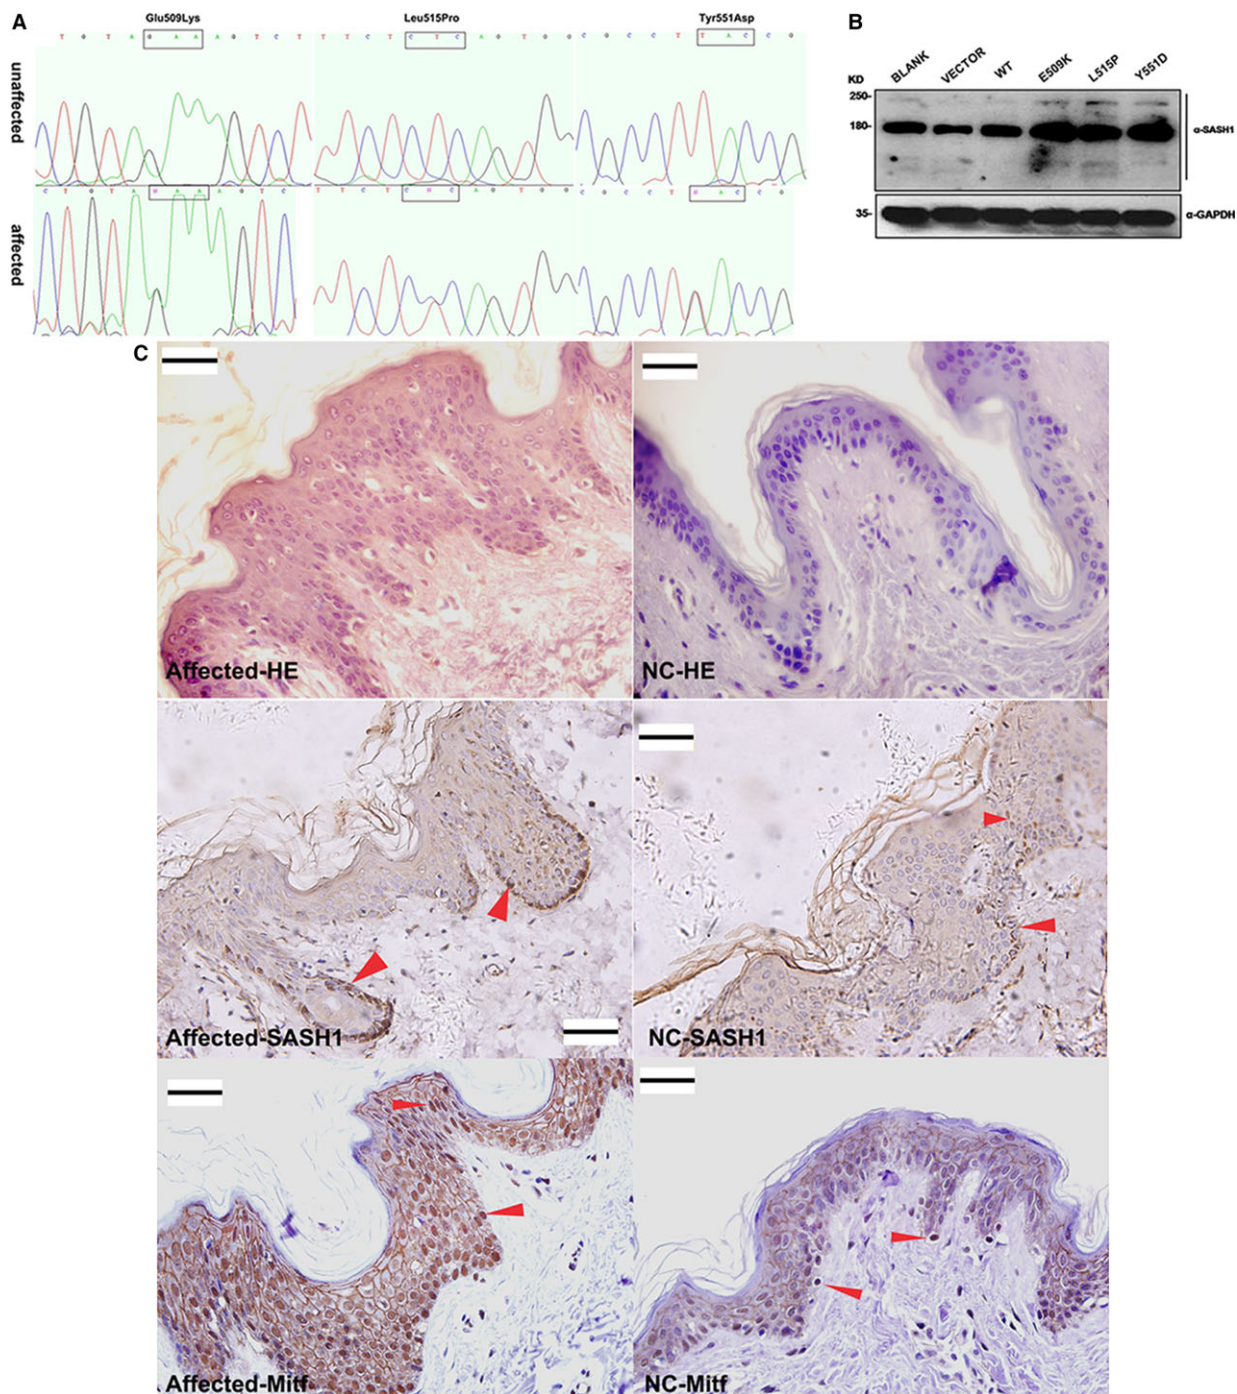 A
Glu509Lys
Leu515Pro
Tyr551Asp
T G T A G A A A G T C T
T T T C T C T C A G T G G
C G C C T T A C C G
unaffected
C T G T A N A A A G T C
T T C T C N C A G T G G
C G C C T N A C C G
affected
B
BLANK
VECTOR
WT
E509K
L515P
Y551D
KD
250-
180-
α-SASH1
35-
α-GAPDH
C
Affected-HE
NC-HE
Affected-SASH1
NC-SASH1
Affected-Mitf
NC-Mitf